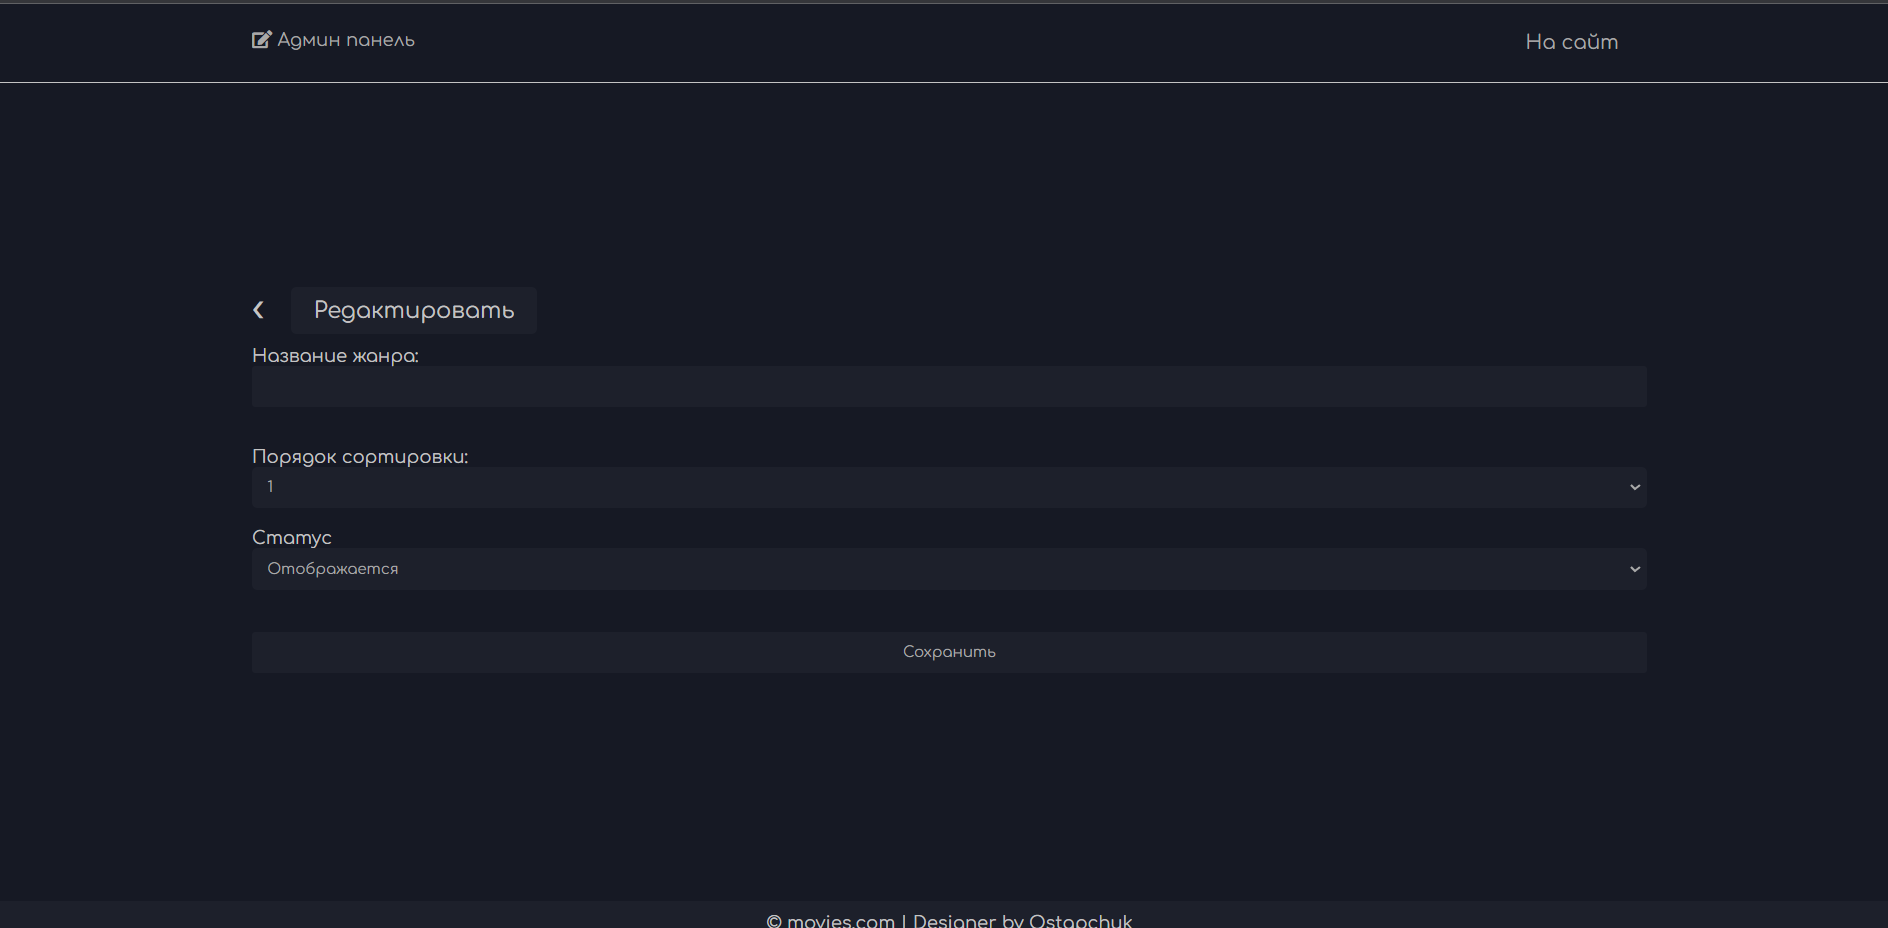 Админ панель
На сайт
Редактировать
Название жанра:
Порядок сортировки:
1
Статус
Отображается
Сохранить
© movies.com | Designer by Ostapchuk